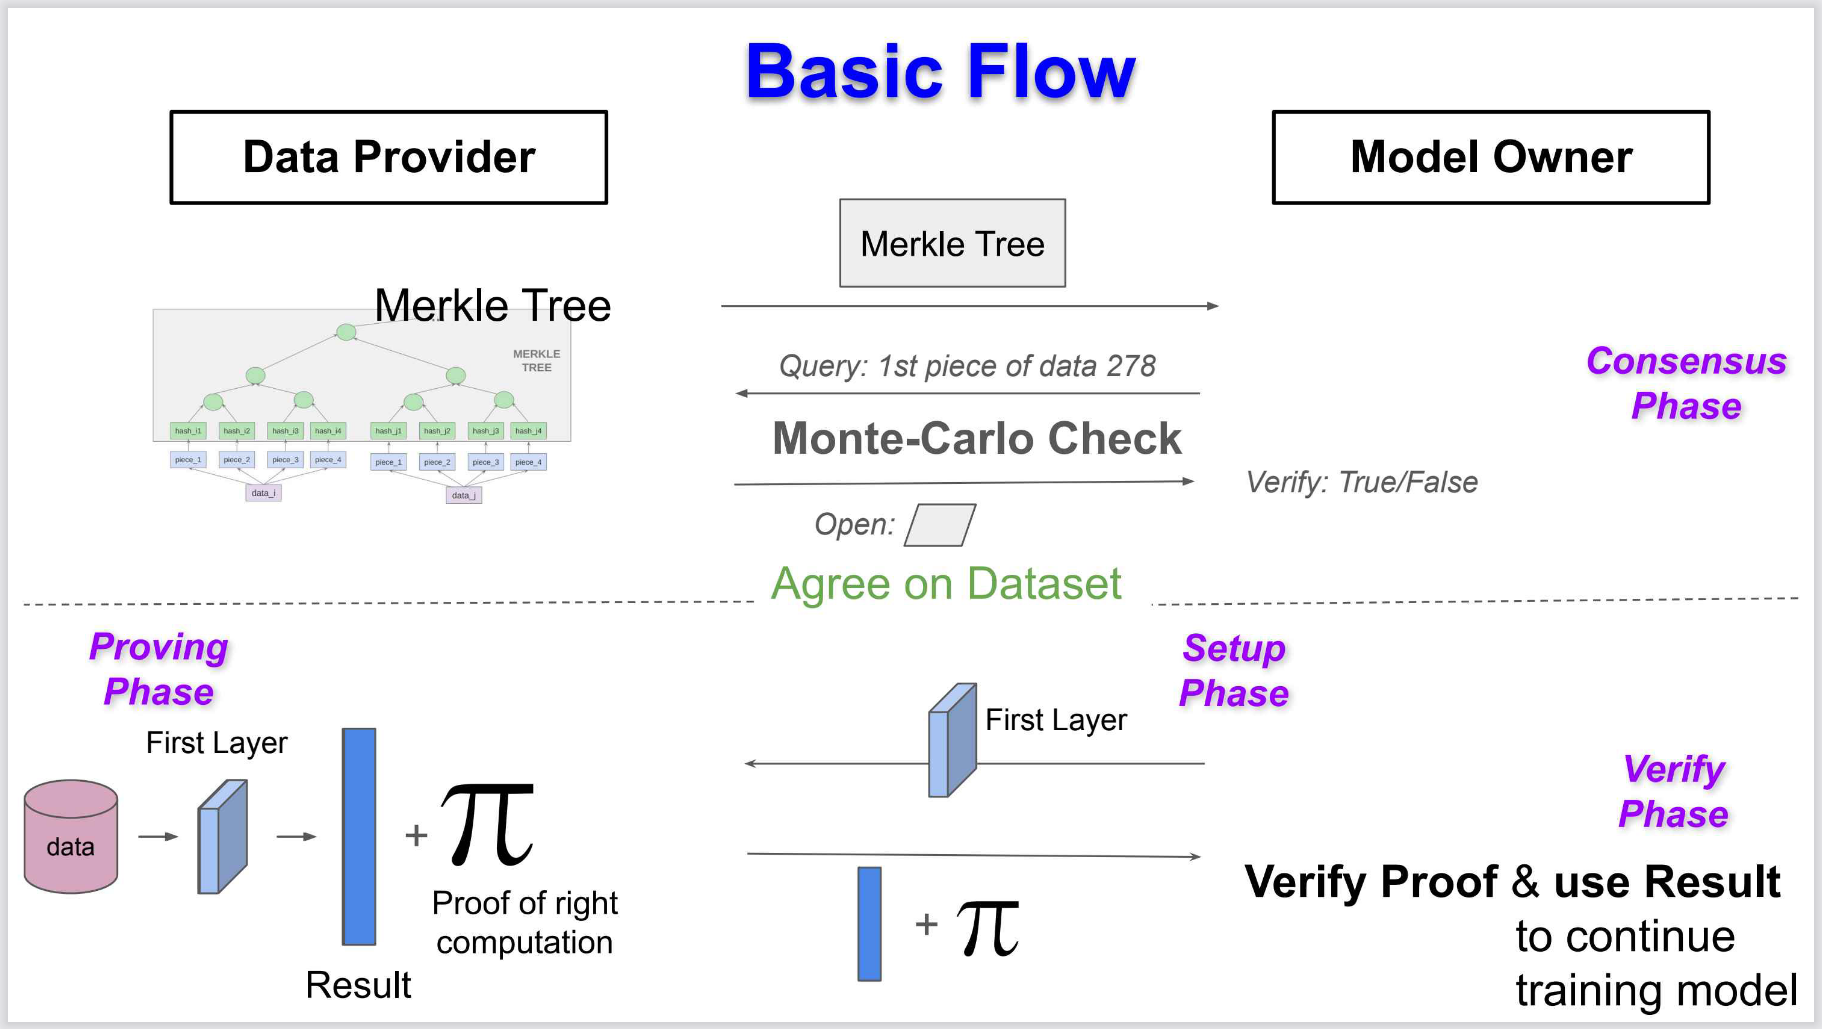 Basic Flow
Data Provider
Model Owner
Merkle Tree
Merkle Tree
MERKLE
TREE
hash_i1 hash_i2 hash_i3 hash_i4 hash_j1 hash_j2 hash_j3 hash_j4
piece_1 piece_2 piece_3 piece_4 piece_1 piece_2 piece_3 piece_4
data_i data_j
Query: 1st piece of data 278
Monte-Carlo Check
Open:
Verify: True/False
Consensus
Phase
Agree on Dataset
Proving
Phase
First Layer
data
+ π
Proof of right
computation
Result
Setup
Phase
First Layer
+ π
Verify
Phase
Verify Proof & use Result
to continue
training model